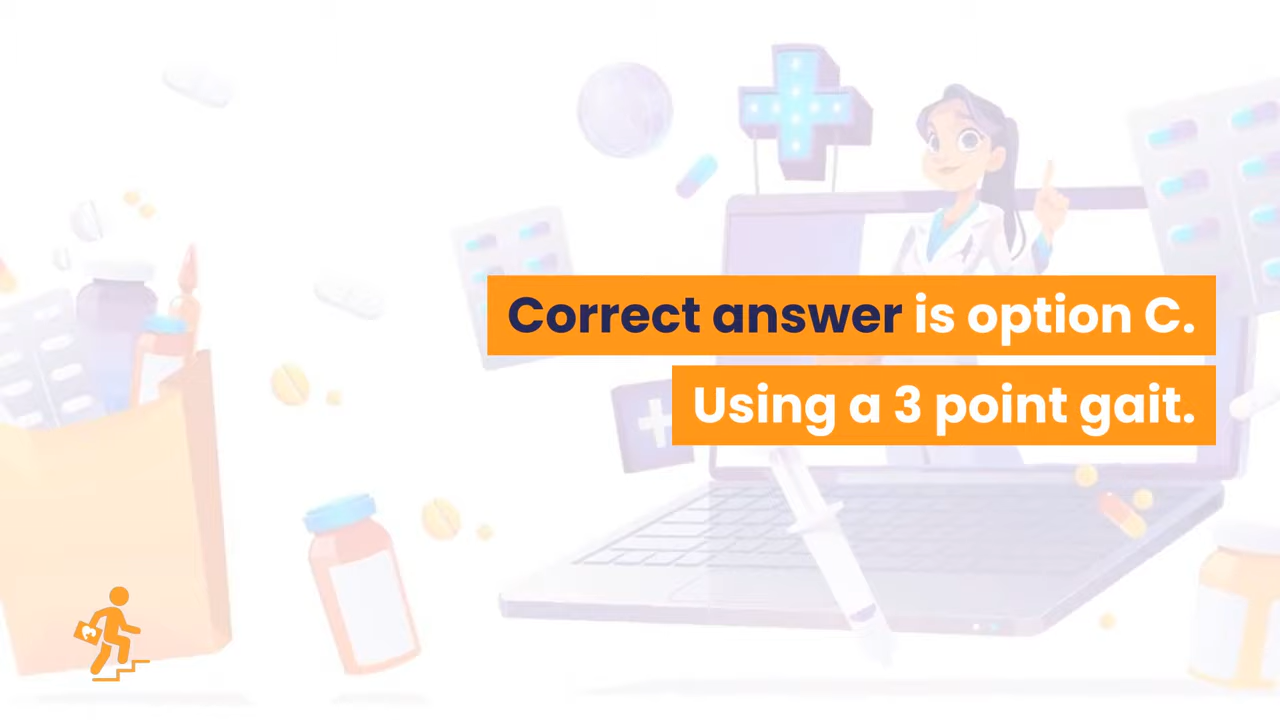 Correct answer is option C.
Using a 3 point gait.